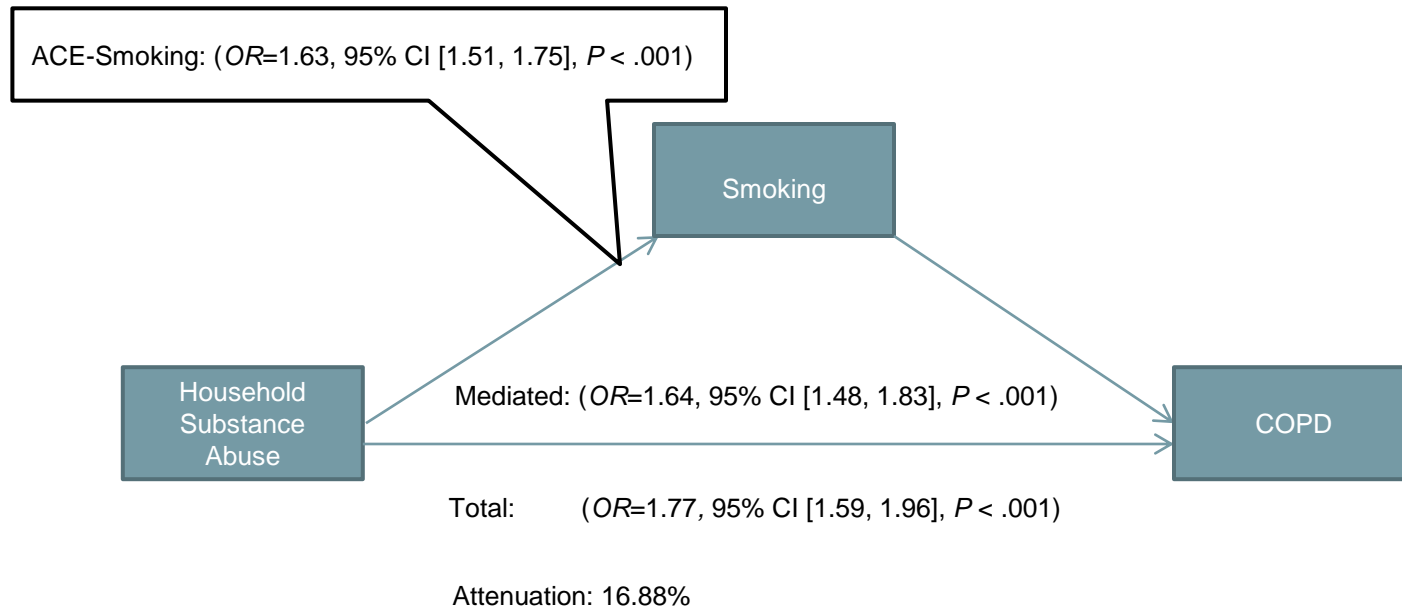 ACE-Smoking: (OR=1.63, 95% CI [1.51, 1.75], P < .001)
Smoking
Household
Substance
Abuse
Mediated: (OR=1.64, 95% CI [1.48, 1.83], P < .001)
COPD
Total: (OR=1.77, 95% CI [1.59, 1.96], P < .001)
Attenuation: 16.88%